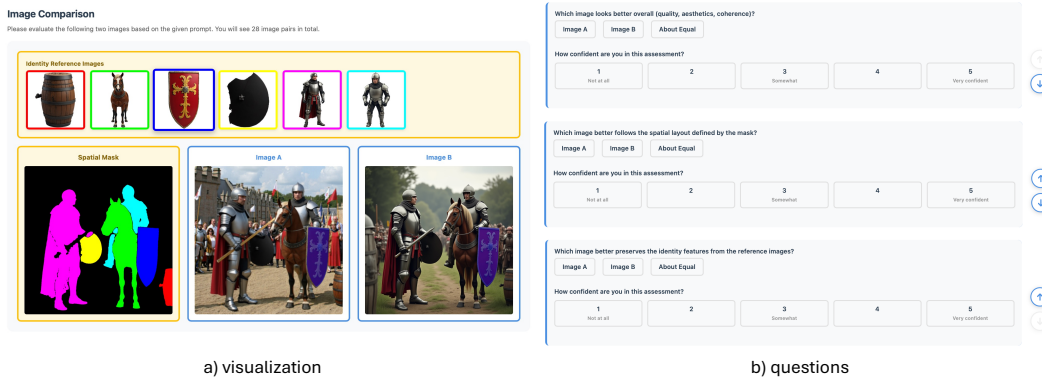 Image Comparison
Please evaluate the following two images based on the given prompt. You will see 28 image pairs in total.
Identity Reference Images
Spatial Mask
Image A
Image B
a) visualization
Which image looks better overall (quality, aesthetics, coherence)?
Image A Image B About Equal
How confident are you in this assessment?
1 2 3 4 5
Not at all Somewhat Very confident
Which image better follows the spatial layout defined by the mask?
Image A Image B About Equal
How confident are you in this assessment?
1 2 3 4 5
Not at all Somewhat Very confident
Which image better preserves the identity features from the reference images?
Image A Image B About Equal
How confident are you in this assessment?
1 2 3 4 5
Not at all Somewhat Very confident
b) questions